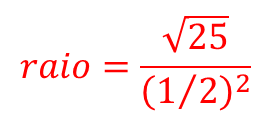 raio = √25 / (1/2)²